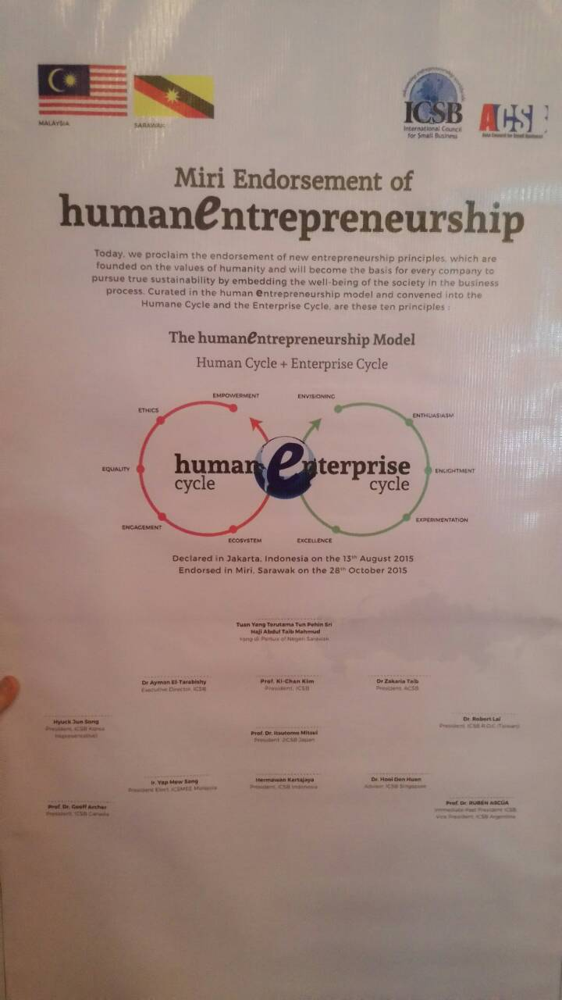 MALAYSIA
SARAWAK
ICSB
International Council
for Small Business
ACSB
Asia Council for Small Business
Miri Endorsement of
humanentrepreneurship
Today, we proclaim the endorsement of new entrepreneurship principles, which are
founded on the values of humanity and will become the basis for every company to
pursue true sustainability by embedding the well-being of the society in the business
process. Curated in the human entrepreneurship model and convened into the
Humane Cycle and the Enterprise Cycle, are these ten principles :
The humanentrepreneurship Model
Human Cycle + Enterprise Cycle
EMPOWERMENT
ENVISIONING
ETHICS
ENTHUASIASM
human enterprise
cycle
cycle
EQUALITY
ENLIGHTMENT
ENGAGEMENT
EXPERIMENTATION
ECOSYSTEM
EXCELLENCE
Declared in Jakarta, Indonesia on the 13th August 2015
Endorsed in Miri, Sarawak on the 28th October 2015
Tuan Yang Terutama Tun Pehin Sri
Haji Abdul Taib Mahmud
Yang di Pertua of Negeri Sarawak
Dr Ayman El-Tarabishy
Executive Director, ICSB
Prof. Ki-Chan Kim
President, ICSB
Dr Zakaria Taib
President, ACSB
Hyuck Jun Song
President, ICSB Korea
(representative)
Prof. Dr. Itsutomo Mitsui
President, JICSB Japan
Dr. Robert Lai
President, ICSB R.O.C (Taiwan)
Ir. Yap Mew Sang
President Elect, ICSMEE Malaysia
Hermawan Kartajaya
President, ICSB Indonesia
Dr. Hooi Den Huan
Advisor, ICSB Singapore
Prof. Dr. Geoff Archer
President, ICSB Canada
Prof. Dr. RUBÉN ASCÚA
Immediate Past President ICSB,
Vice President, ICSB Argentina